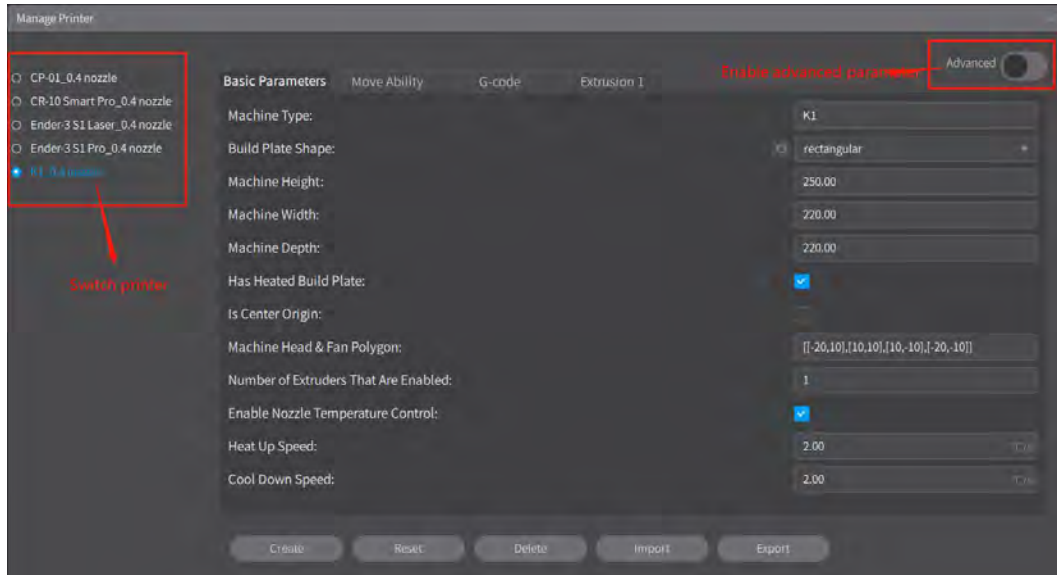 Manage Printer
CP-01_0.4 nozzle
CR-10 Smart Pro_0.4 nozzle
Ender-3 S1 Laser_0.4 nozzle
Ender-3 S1 Pro_0.4 nozzle
K1_0.4 nozzle
Switch printer
Enable advanced parameter
Advanced
Basic Parameters Move Ability G-code Extrusion 1
Machine Type: K1
Build Plate Shape: rectangular
Machine Height: 250.00
Machine Width: 220.00
Machine Depth: 220.00
Has Heated Build Plate:
Is Center Origin:
Machine Head & Fan Polygon: [[-20,10],[10,10],[10,-10],[-20,-10]]
Number of Extruders That Are Enabled: 1
Enable Nozzle Temperature Control:
Heat Up Speed: 2.00
Cool Down Speed: 2.00
Create Reset Delete Import Export